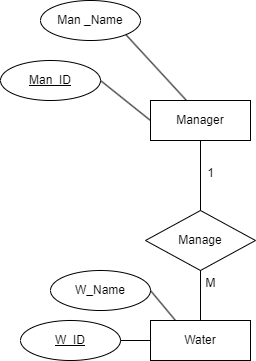 Man _Name
Man_ID
Manager
1
Manage
M
W_Name
W_ID
Water